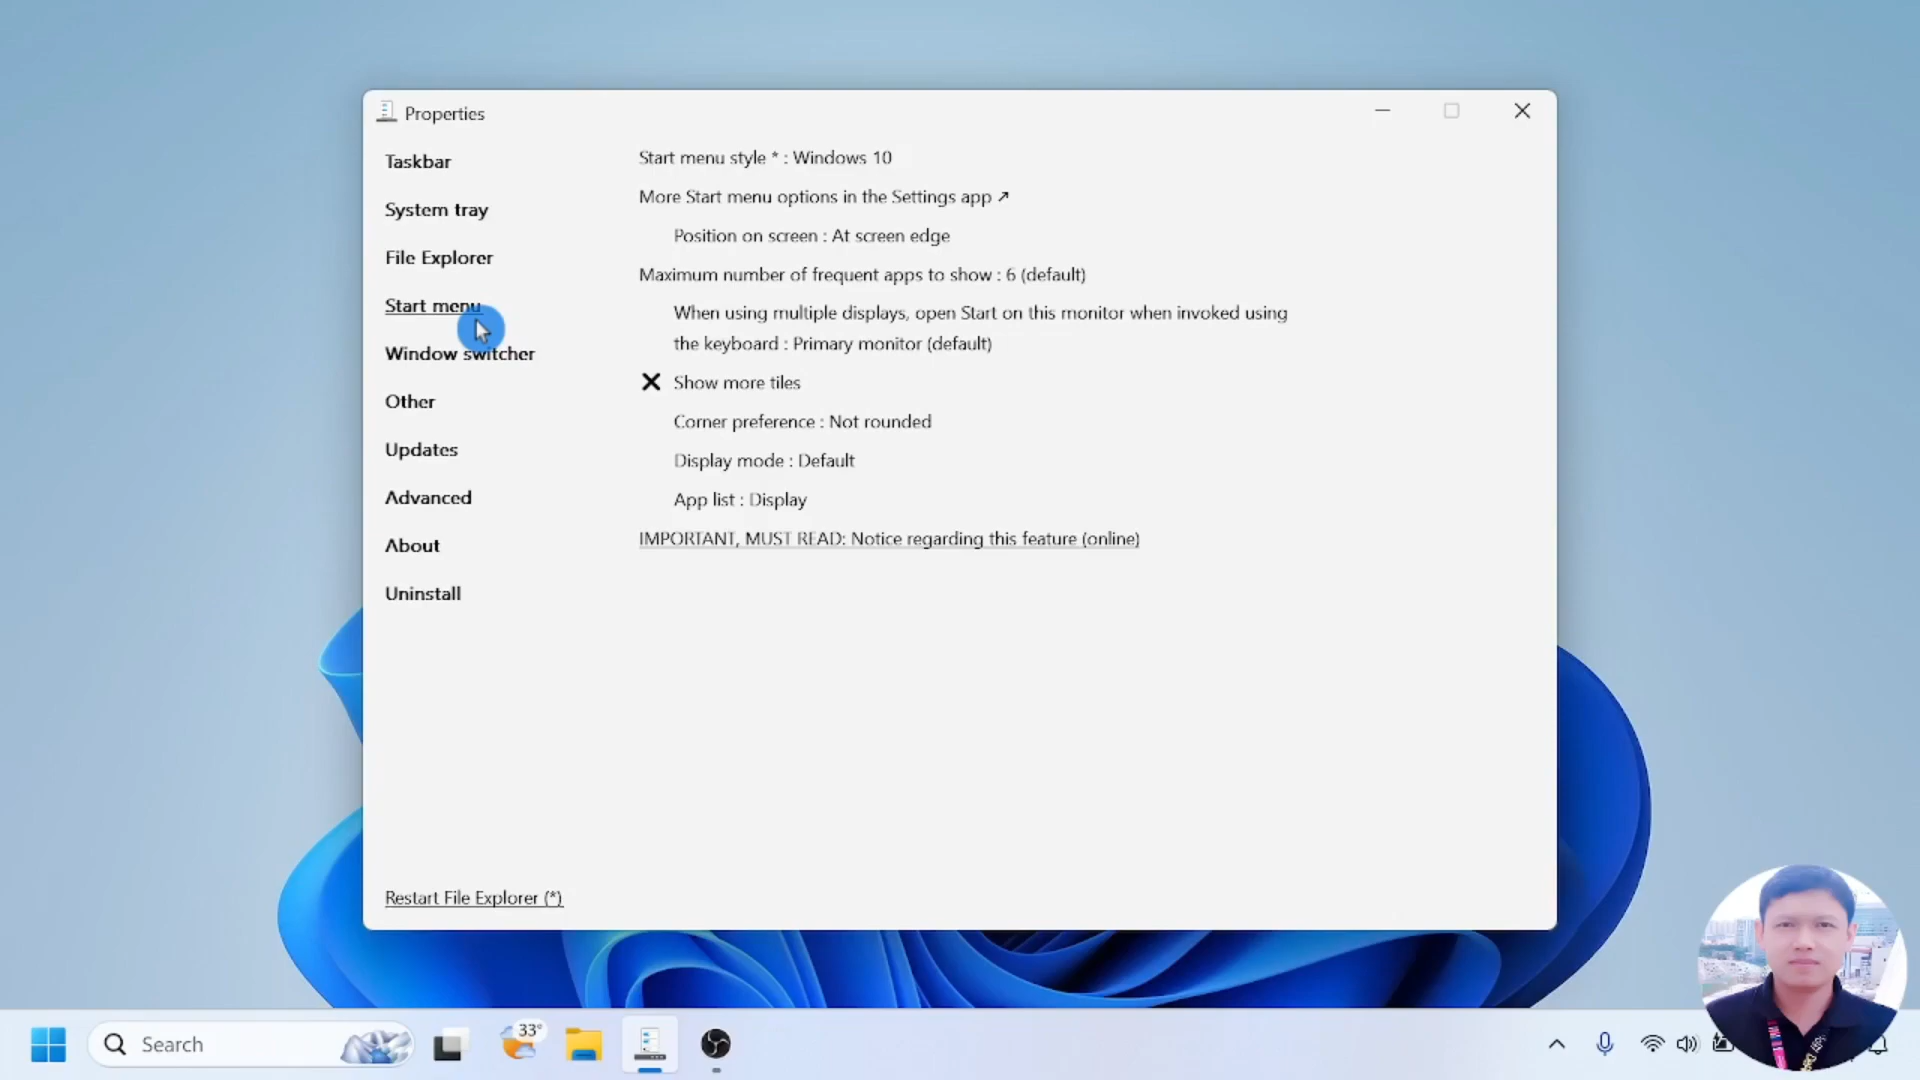 Properties
Taskbar
System tray
File Explorer
Start menu
Window switcher
Other
Updates
Advanced
About
Uninstall
Restart File Explorer (*)
Start menu style * : Windows 10
More Start menu options in the Settings app ↗
Position on screen : At screen edge
Maximum number of frequent apps to show : 6 (default)
When using multiple displays, open Start on this monitor when invoked using
the keyboard : Primary monitor (default)
Show more tiles
Corner preference : Not rounded
Display mode : Default
App list : Display
IMPORTANT, MUST READ: Notice regarding this feature (online)
Search
33°